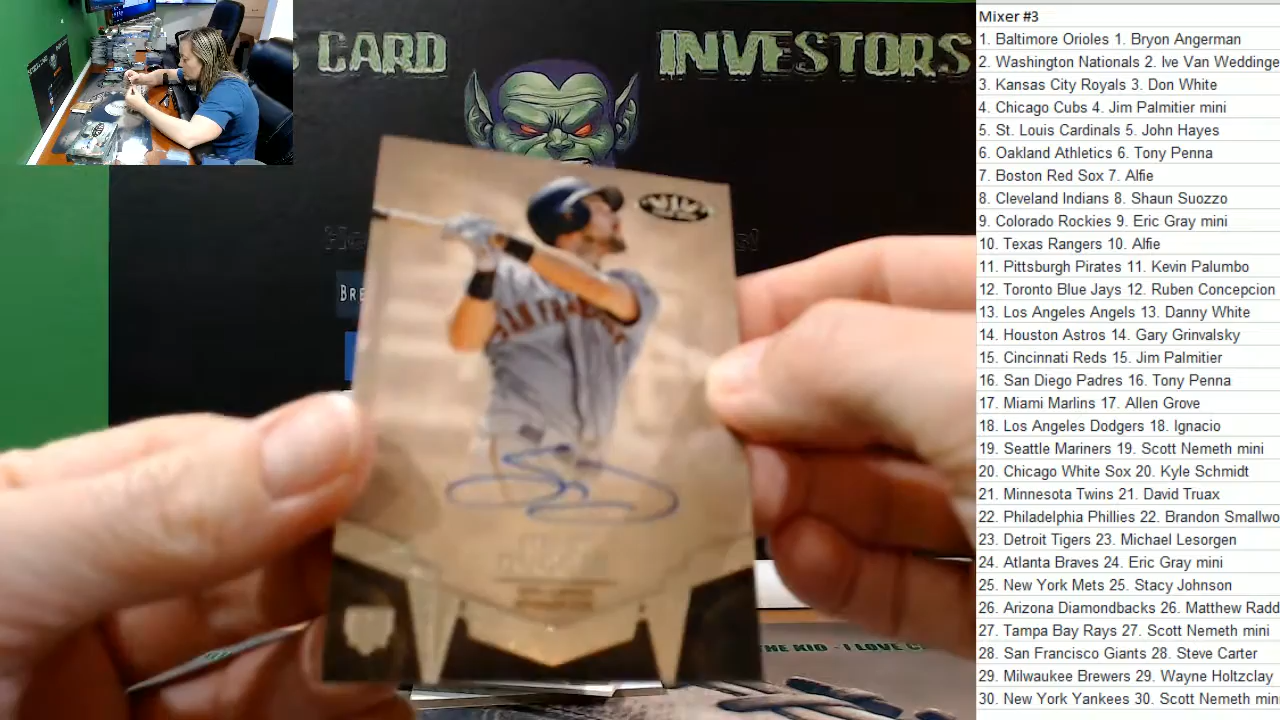 S CARD INVESTORS
BRE
SAN FRA
THE KID - I LOVE C
Mixer #3
1. Baltimore Orioles 1. Bryon Angerman
2. Washington Nationals 2. Ive Van Weddinge
3. Kansas City Royals 3. Don White
4. Chicago Cubs 4. Jim Palmitier mini
5. St. Louis Cardinals 5. John Hayes
6. Oakland Athletics 6. Tony Penna
7. Boston Red Sox 7. Alfie
8. Cleveland Indians 8. Shaun Suozzo
9. Colorado Rockies 9. Eric Gray mini
10. Texas Rangers 10. Alfie
11. Pittsburgh Pirates 11. Kevin Palumbo
12. Toronto Blue Jays 12. Ruben Concepcion
13. Los Angeles Angels 13. Danny White
14. Houston Astros 14. Gary Grinvalsky
15. Cincinnati Reds 15. Jim Palmitier
16. San Diego Padres 16. Tony Penna
17. Miami Marlins 17. Allen Grove
18. Los Angeles Dodgers 18. Ignacio
19. Seattle Mariners 19. Scott Nemeth mini
20. Chicago White Sox 20. Kyle Schmidt
21. Minnesota Twins 21. David Truax
22. Philadelphia Phillies 22. Brandon Smallwo
23. Detroit Tigers 23. Michael Lesorgen
24. Atlanta Braves 24. Eric Gray mini
25. New York Mets 25. Stacy Johnson
26. Arizona Diamondbacks 26. Matthew Radd
27. Tampa Bay Rays 27. Scott Nemeth mini
28. San Francisco Giants 28. Steve Carter
29. Milwaukee Brewers 29. Wayne Holtzclay
30. New York Yankees 30. Scott Nemeth min